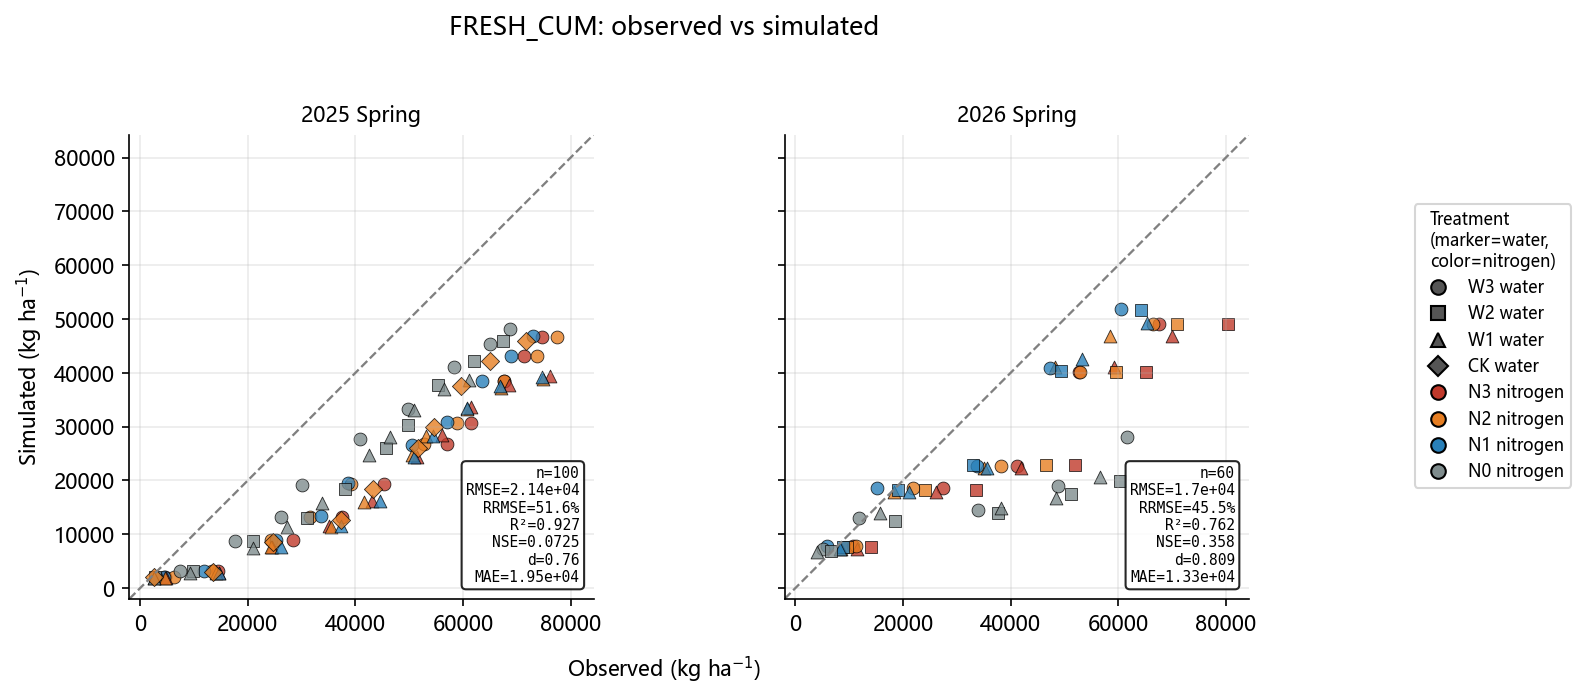 FRESH_CUM: observed vs simulated
2025 Spring
2026 Spring
Simulated (kg ha⁻¹)
80000
70000
60000
50000
40000
30000
20000
10000
0
0 20000 40000 60000 80000
n=100
RMSE=2.14e+04
RRMSE=51.6%
R²=0.927
NSE=0.0725
d=0.76
MAE=1.95e+04
0 20000 40000 60000 80000
n=60
RMSE=1.7e+04
RRMSE=45.5%
R²=0.762
NSE=0.358
d=0.809
MAE=1.33e+04
Observed (kg ha⁻¹)
Treatment
(marker=water,
color=nitrogen)
W3 water
W2 water
W1 water
CK water
N3 nitrogen
N2 nitrogen
N1 nitrogen
N0 nitrogen